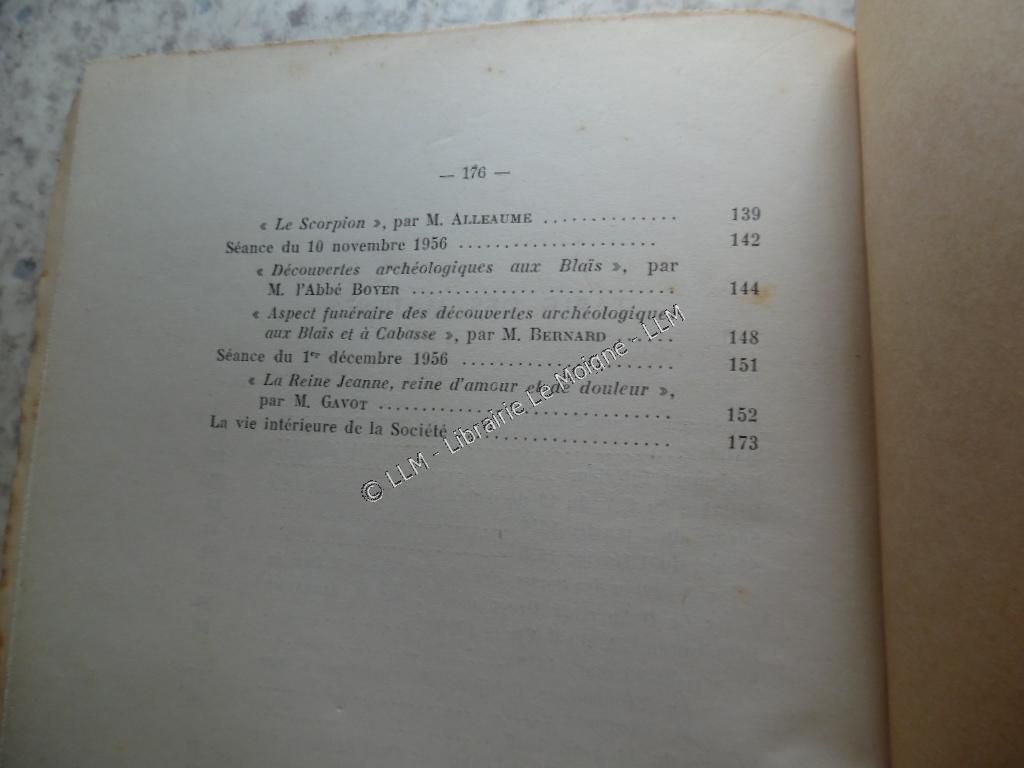 — 176 —
« Le Scorpion », par M. ALLEAUME .............. 139
Séance du 10 novembre 1956 ..................... 142
« Découvertes archéologiques aux Blaïs », par
M. l'Abbé BOYER ........................... 144
« Aspect funéraire des découvertes archéologiques
aux Blaïs et à Cabasse », par M. BERNARD ....... 148
Séance du 1er décembre 1956 ...................... 151
« La Reine Jeanne, reine d'amour et de douleur »,
par M. GAVOT ............................... 152
La vie intérieure de la Société ....................... 173
© LLM - Librairie Le Moigne - LLM